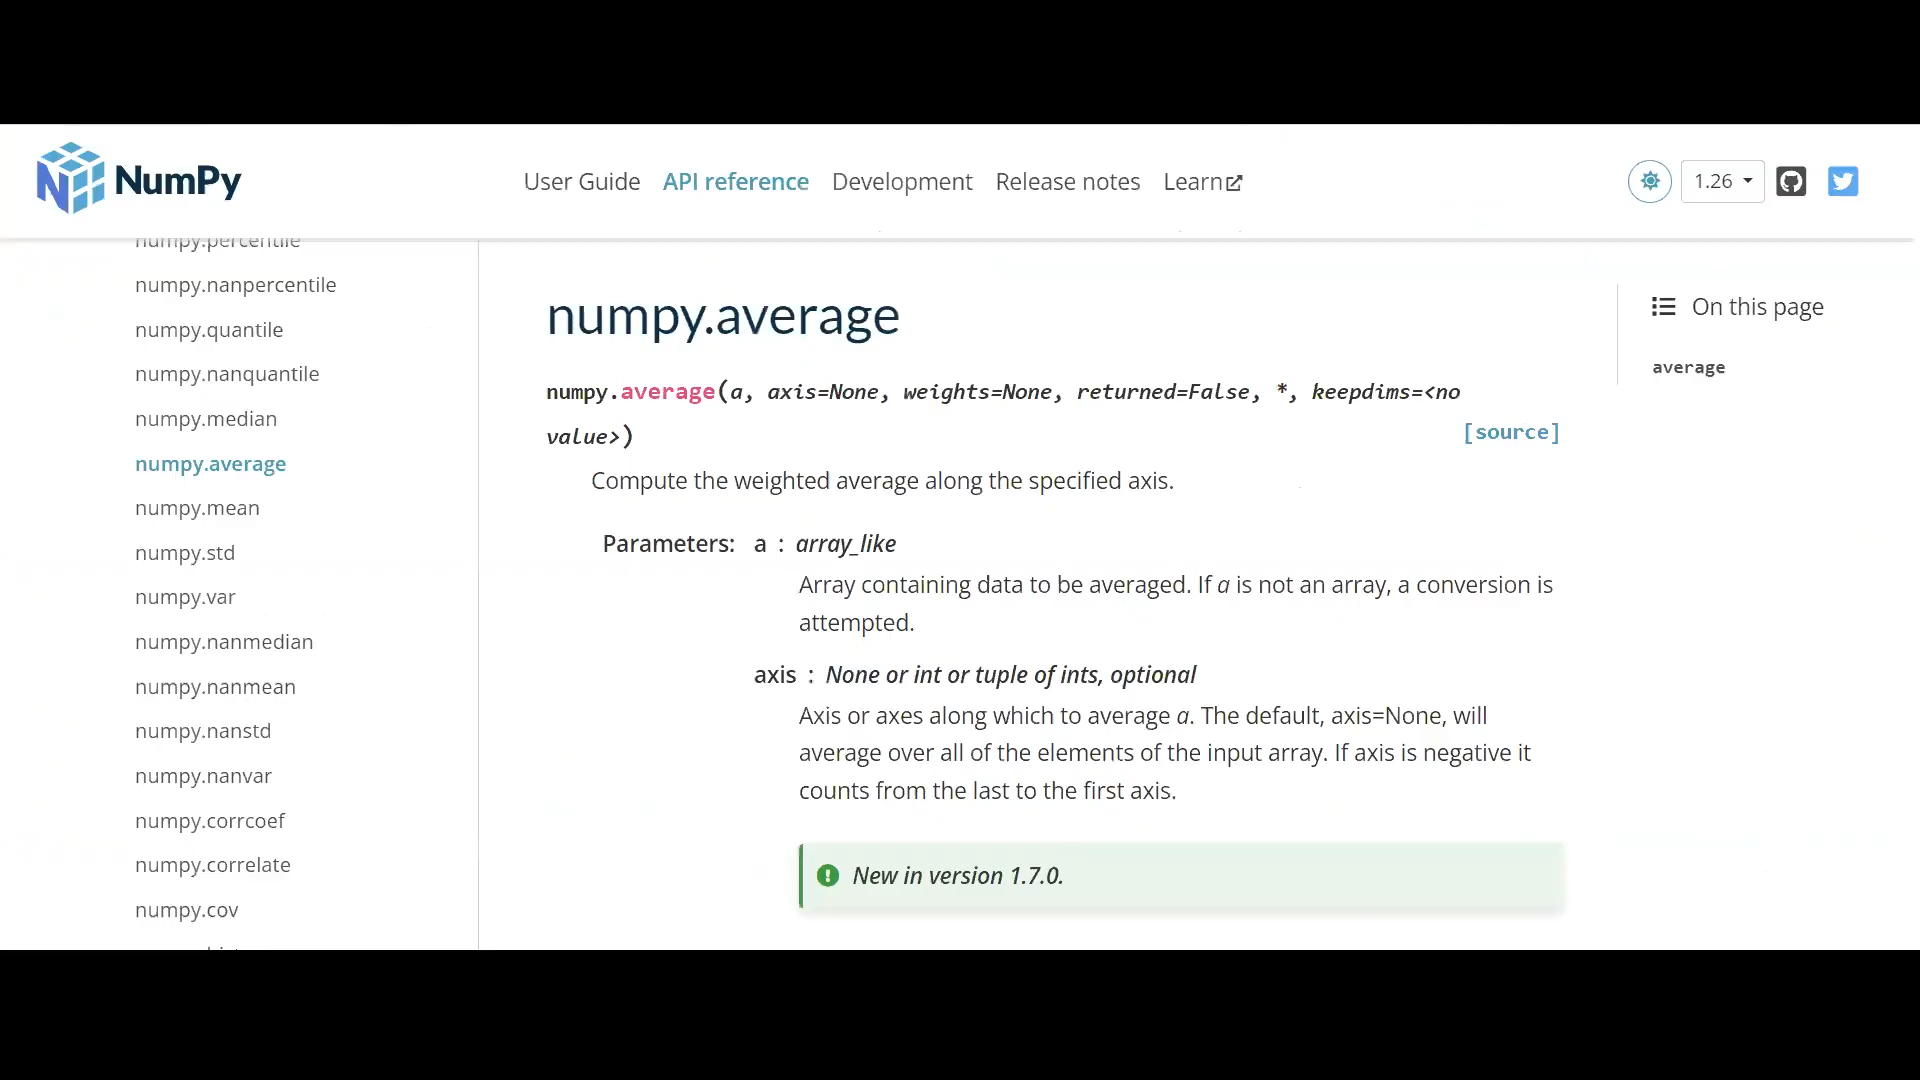 NumPy
User Guide API reference Development Release notes Learn
1.26
numpy.percentile
numpy.nanpercentile
numpy.quantile
numpy.nanquantile
numpy.median
numpy.average
numpy.mean
numpy.std
numpy.var
numpy.nanmedian
numpy.nanmean
numpy.nanstd
numpy.nanvar
numpy.corrcoef
numpy.correlate
numpy.cov
numpy.average
numpy.average(a, axis=None, weights=None, returned=False, *, keepdims=<no
value>) [source]
Compute the weighted average along the specified axis.
Parameters: a : array_like
Array containing data to be averaged. If a is not an array, a conversion is
attempted.
axis : None or int or tuple of ints, optional
Axis or axes along which to average a. The default, axis=None, will
average over all of the elements of the input array. If axis is negative it
counts from the last to the first axis.
New in version 1.7.0.
On this page
average